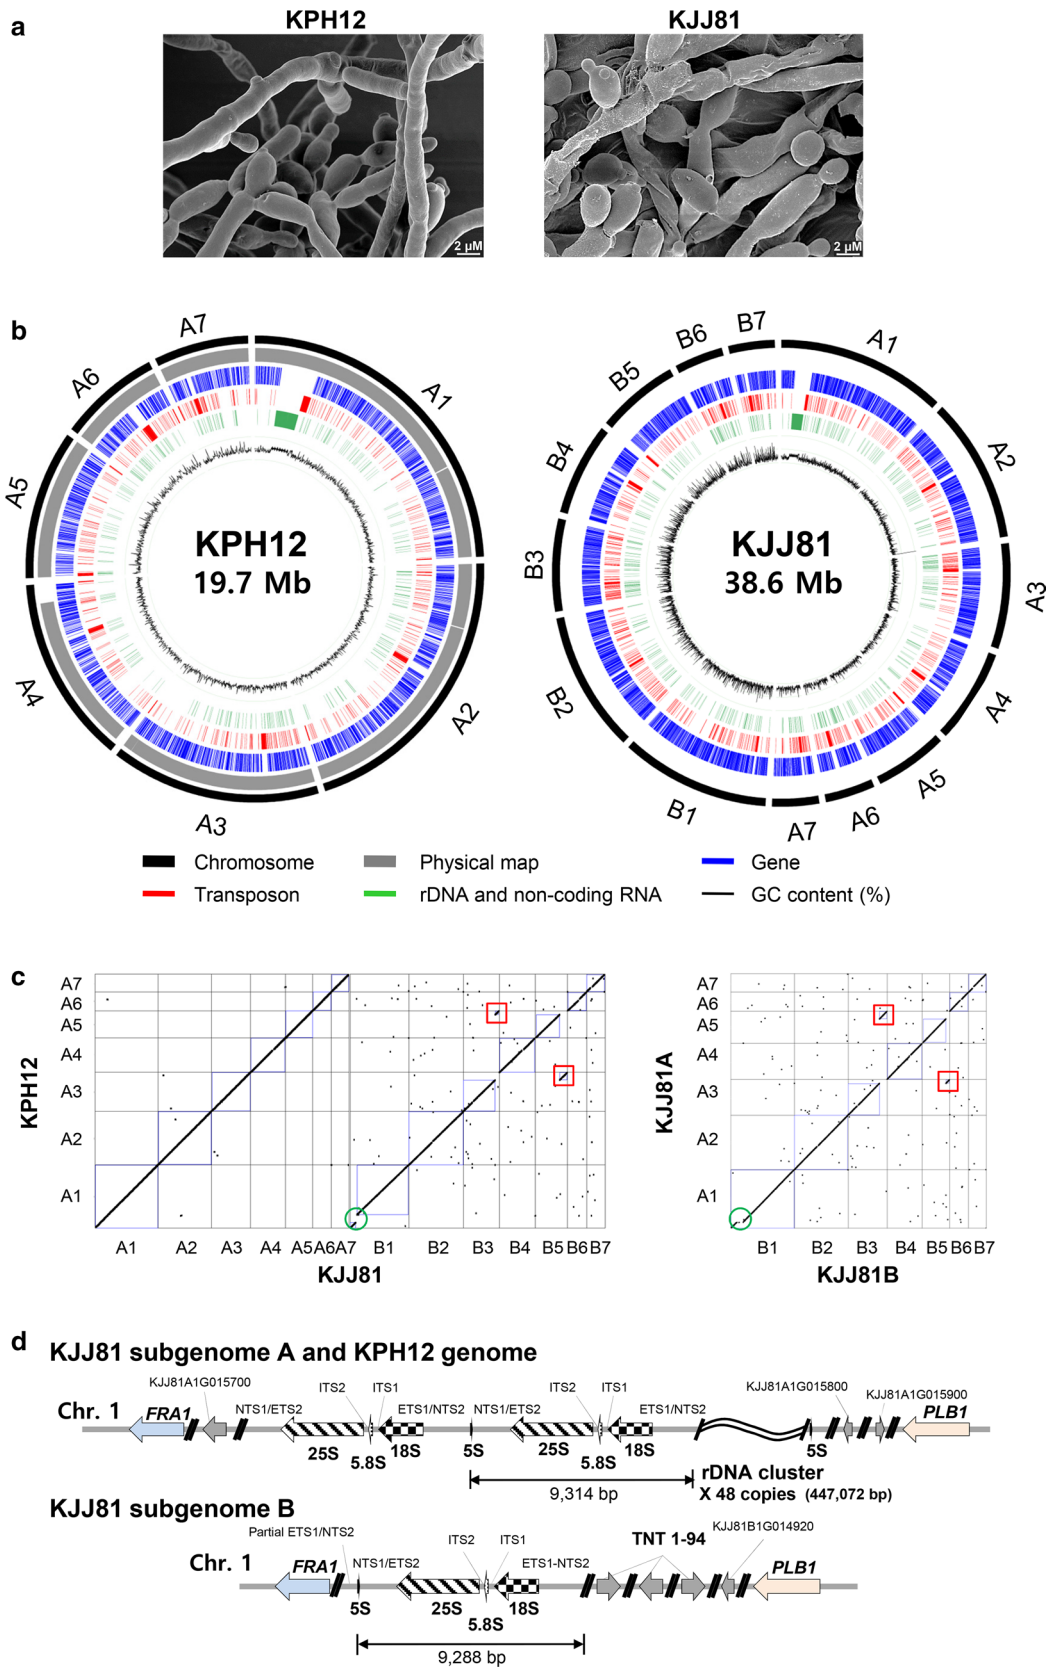 a
KPH12
KJJ81
2 μM
2 μM
b
A7
A1
A6
A5
A2
A4
A3
KPH12
19.7 Mb
B7
A1
B6
B5
A2
B4
B3
A3
B2
A4
A5
B1
A6
A7
KJJ81
38.6 Mb
Chromosome
Physical map
Gene
Transposon
rDNA and non-coding RNA
GC content (%)
c
KPH12
A7
A6
A5
A4
A3
A2
A1
A1 A2 A3 A4 A5 A6 A7 B1 B2 B3 B4 B5 B6 B7
KJJ81
KJJ81A
A7
A6
A5
A4
A3
A2
A1
B1 B2 B3 B4 B5 B6 B7
KJJ81B
d
KJJ81 subgenome A and KPH12 genome
KJJ81A1G015700
ITS2 ITS1
ITS2 ITS1
KJJ81A1G015800
KJJ81A1G015900
Chr. 1
FRA1
NTS1/ETS2
ETS1/NTS2
NTS1/ETS2
ETS1/NTS2
PLB1
25S
5.8S
18S
5S
25S
5.8S
18S
5S
9,314 bp
rDNA cluster
X 48 copies (447,072 bp)
KJJ81 subgenome B
Partial ETS1/NTS2
ITS2 ITS1
TNT 1-94
KJJ81B1G014920
Chr. 1
FRA1
NTS1/ETS2
ETS1-NTS2
PLB1
5S
25S
5.8S
18S
9,288 bp